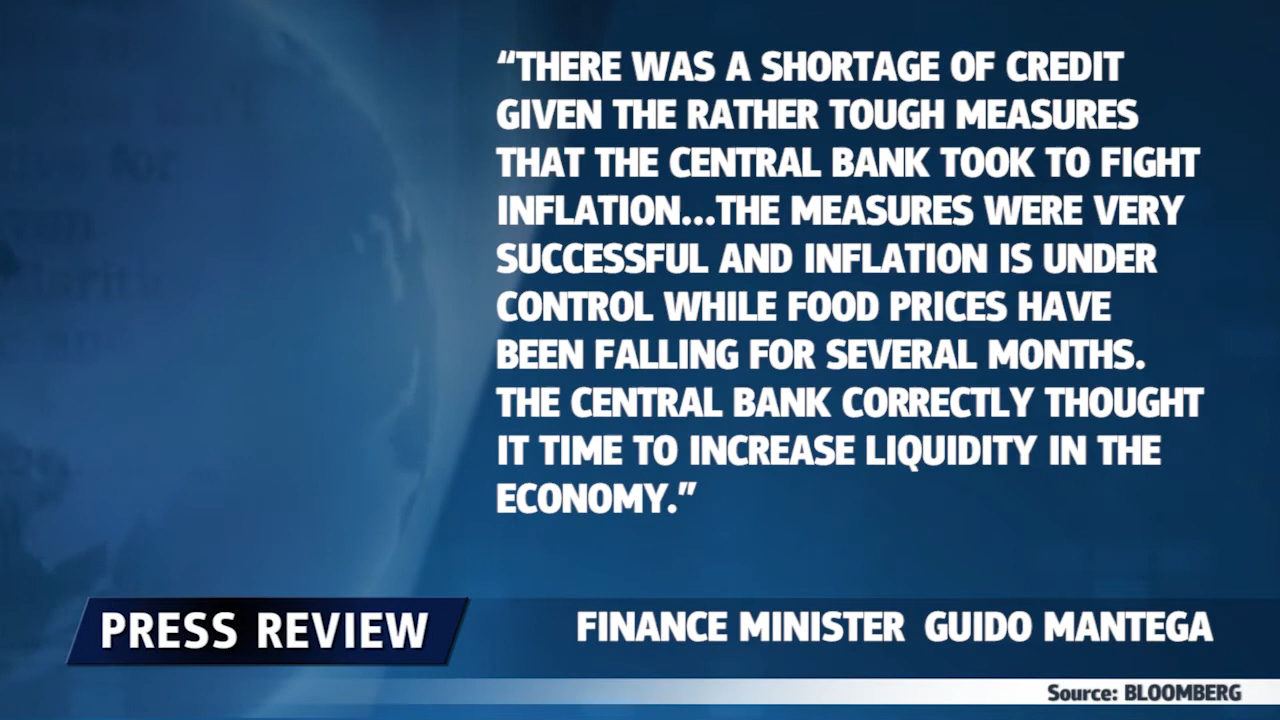 “THERE WAS A SHORTAGE OF CREDIT
GIVEN THE RATHER TOUGH MEASURES
THAT THE CENTRAL BANK TOOK TO FIGHT
INFLATION...THE MEASURES WERE VERY
SUCCESSFUL AND INFLATION IS UNDER
CONTROL WHILE FOOD PRICES HAVE
BEEN FALLING FOR SEVERAL MONTHS.
THE CENTRAL BANK CORRECTLY THOUGHT
IT TIME TO INCREASE LIQUIDITY IN THE
ECONOMY.”
PRESS REVIEW
FINANCE MINISTER GUIDO MANTEGA
Source: BLOOMBERG